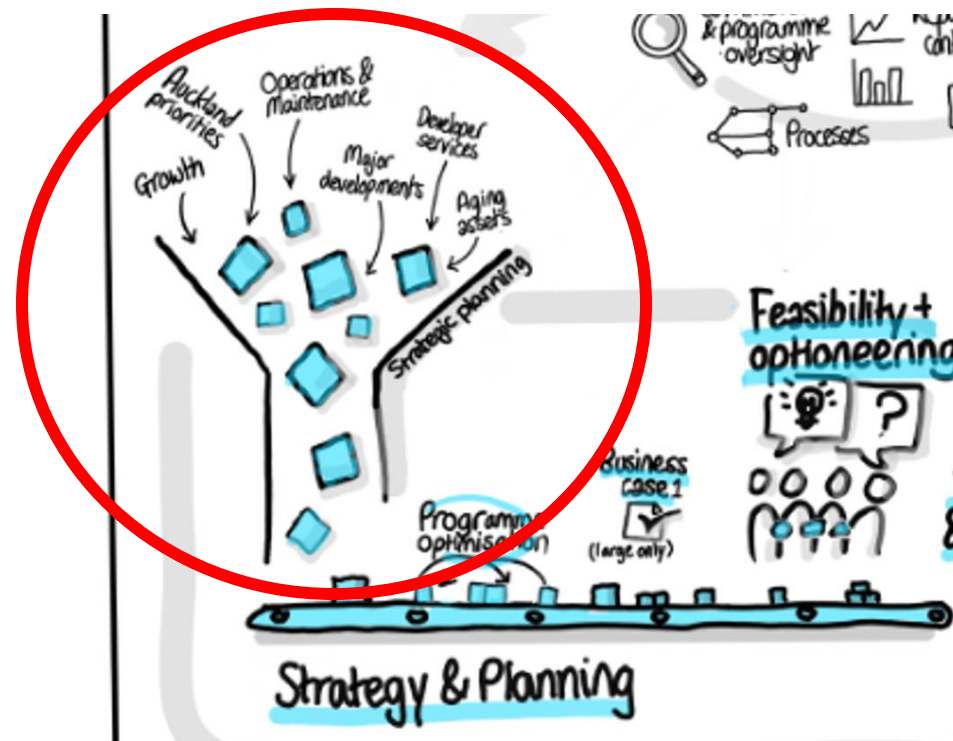 Auckland
priorities
Operations &
Maintenance
Developer
services
Growth
Major
developments
Aging
assets
Strategic planning
& programme
oversight
Processes
Feasibility +
optioneering
?
Business
case 1
(large only)
Programme
optimisation
Strategy & Planning